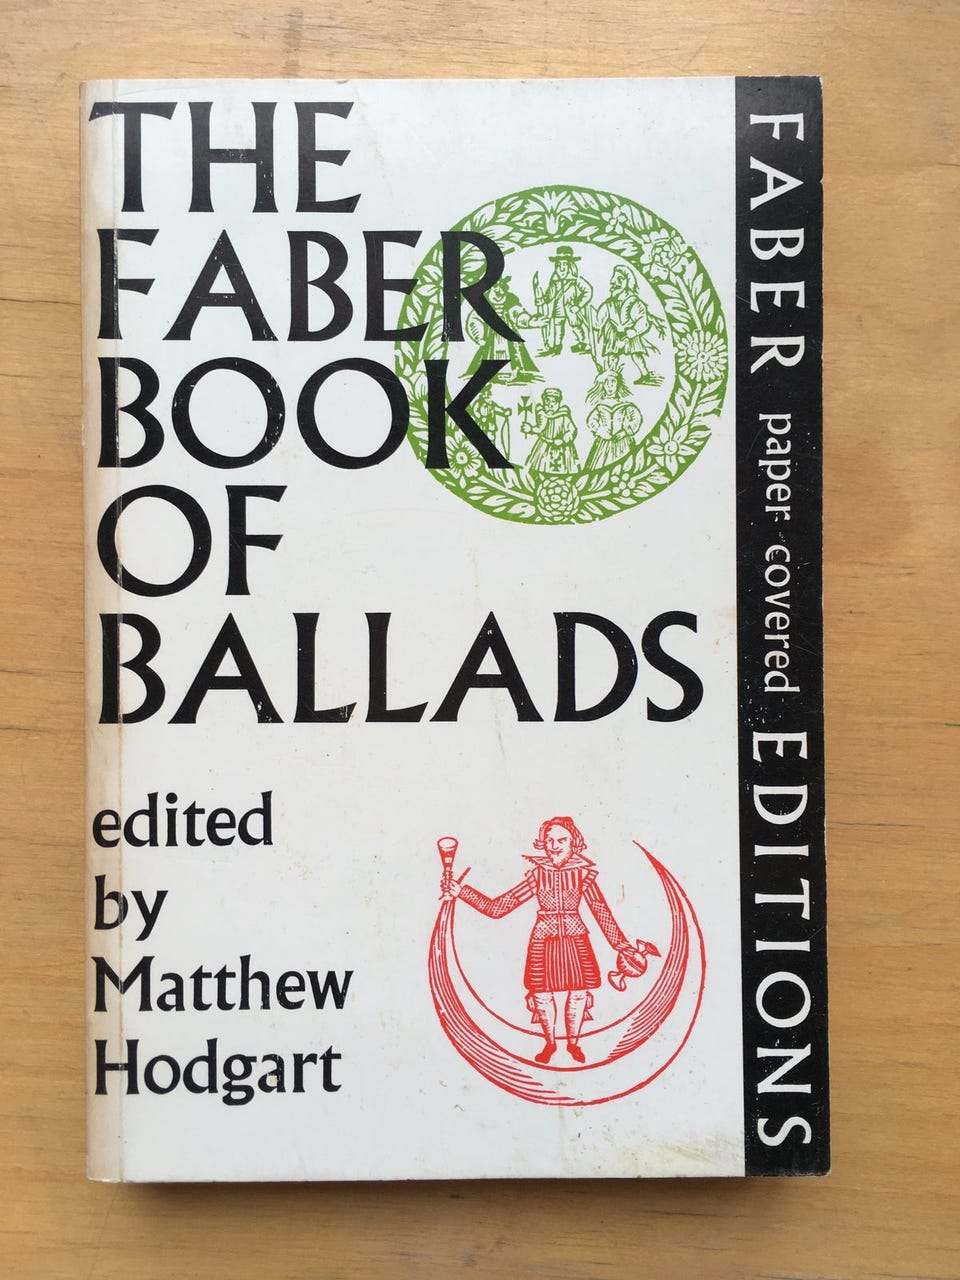 THE
FABER
BOOK
OF
BALLADS
edited
by
Matthew
Hodgart
FABER paper covered EDITIONS